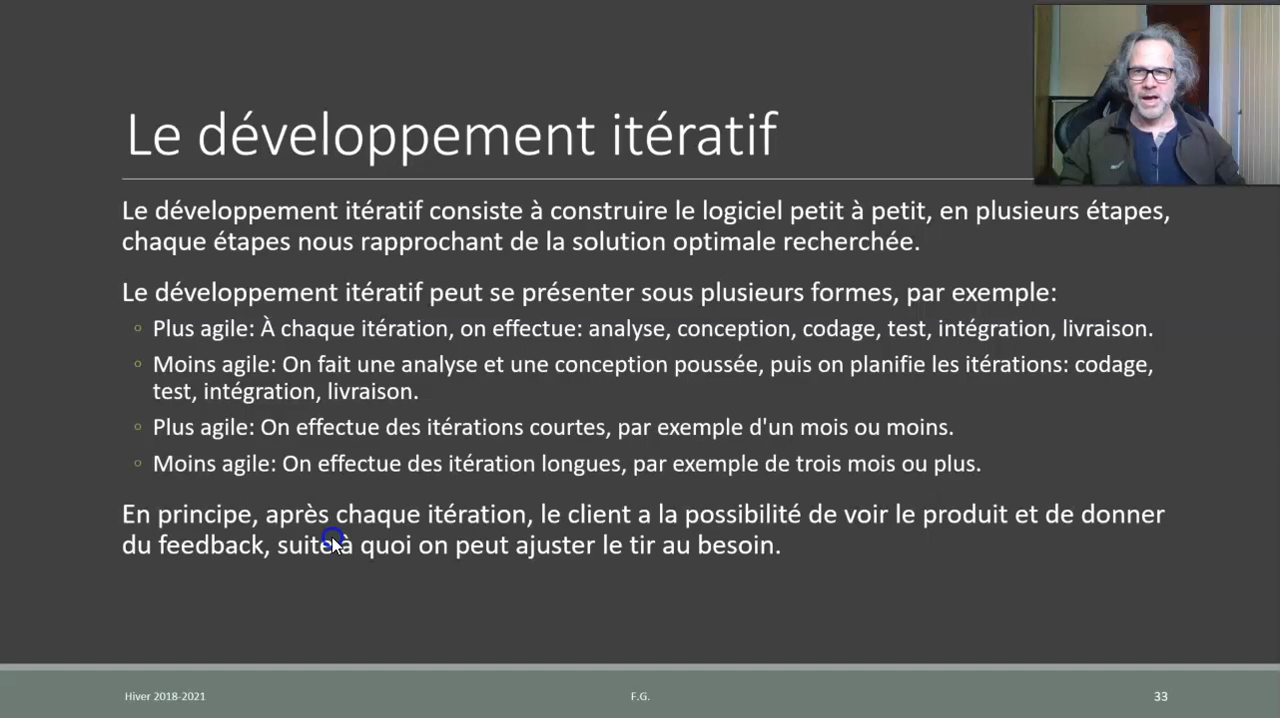 Le développement itératif
Le développement itératif consiste à construire le logiciel petit à petit, en plusieurs étapes,
chaque étapes nous rapprochant de la solution optimale recherchée.
Le développement itératif peut se présenter sous plusieurs formes, par exemple:
Plus agile: À chaque itération, on effectue: analyse, conception, codage, test, intégration, livraison.
Moins agile: On fait une analyse et une conception poussée, puis on planifie les itérations: codage,
test, intégration, livraison.
Plus agile: On effectue des itérations courtes, par exemple d'un mois ou moins.
Moins agile: On effectue des itération longues, par exemple de trois mois ou plus.
En principe, après chaque itération, le client a la possibilité de voir le produit et de donner
du feedback, suite à quoi on peut ajuster le tir au besoin.
Hiver 2018-2021 F.G. 33